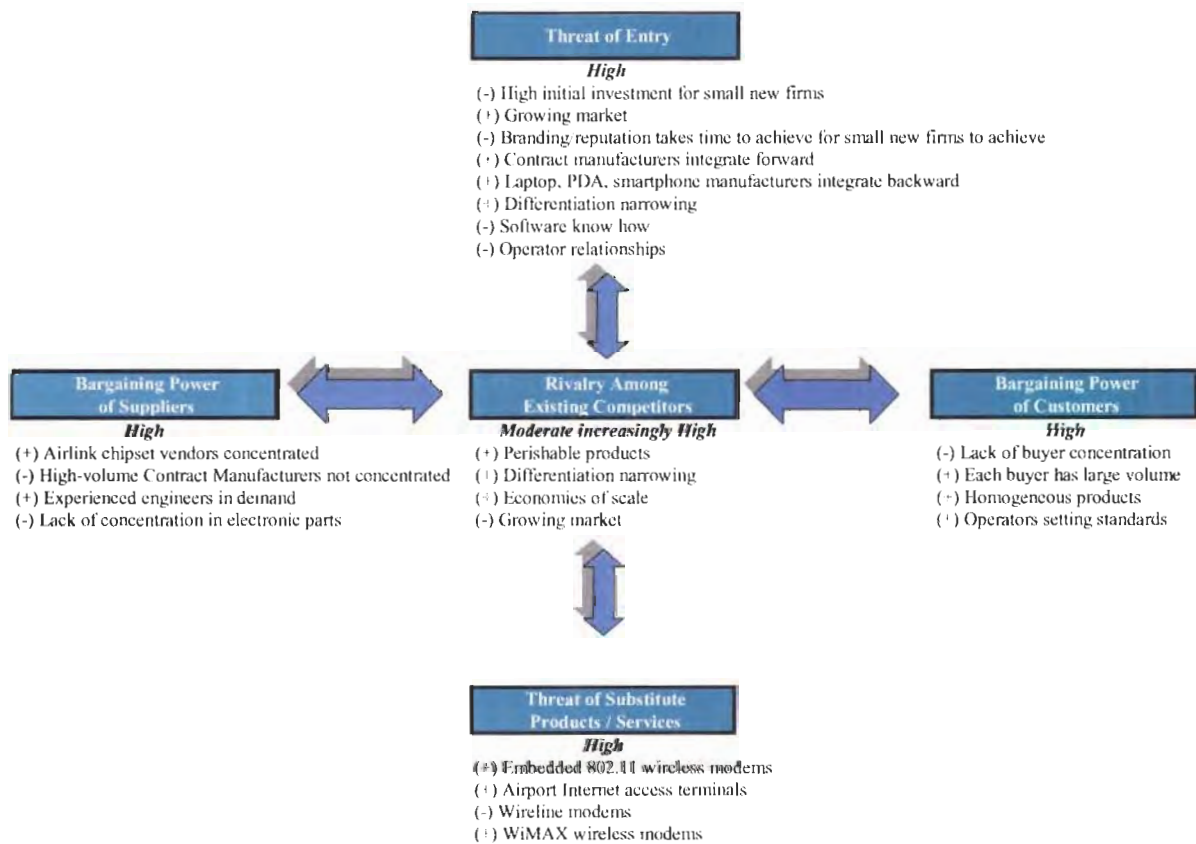 Threat of Entry
High
(-) High initial investment for small new firms
(+) Growing market
(-) Branding/reputation takes time to achieve for small new firms to achieve
(+) Contract manufacturers integrate forward
(+) Laptop, PDA, smartphone manufacturers integrate backward
(+) Differentiation narrowing
(-) Software know how
(-) Operator relationships
Bargaining Power
of Suppliers
High
(+) Airlink chipset vendors concentrated
(-) High-volume Contract Manufacturers not concentrated
(+) Experienced engineers in demand
(-) Lack of concentration in electronic parts
Rivalry Among
Existing Competitors
Moderate increasingly High
(+) Perishable products
(+) Differentiation narrowing
(+) Economies of scale
(-) Growing market
Bargaining Power
of Customers
High
(-) Lack of buyer concentration
(+) Each buyer has large volume
(+) Homogeneous products
(+) Operators setting standards
Threat of Substitute
Products / Services
High
(+) Embedded 802.11 wireless modems
(+) Airport Internet access terminals
(-) Wireline modems
(+) WiMAX wireless modems